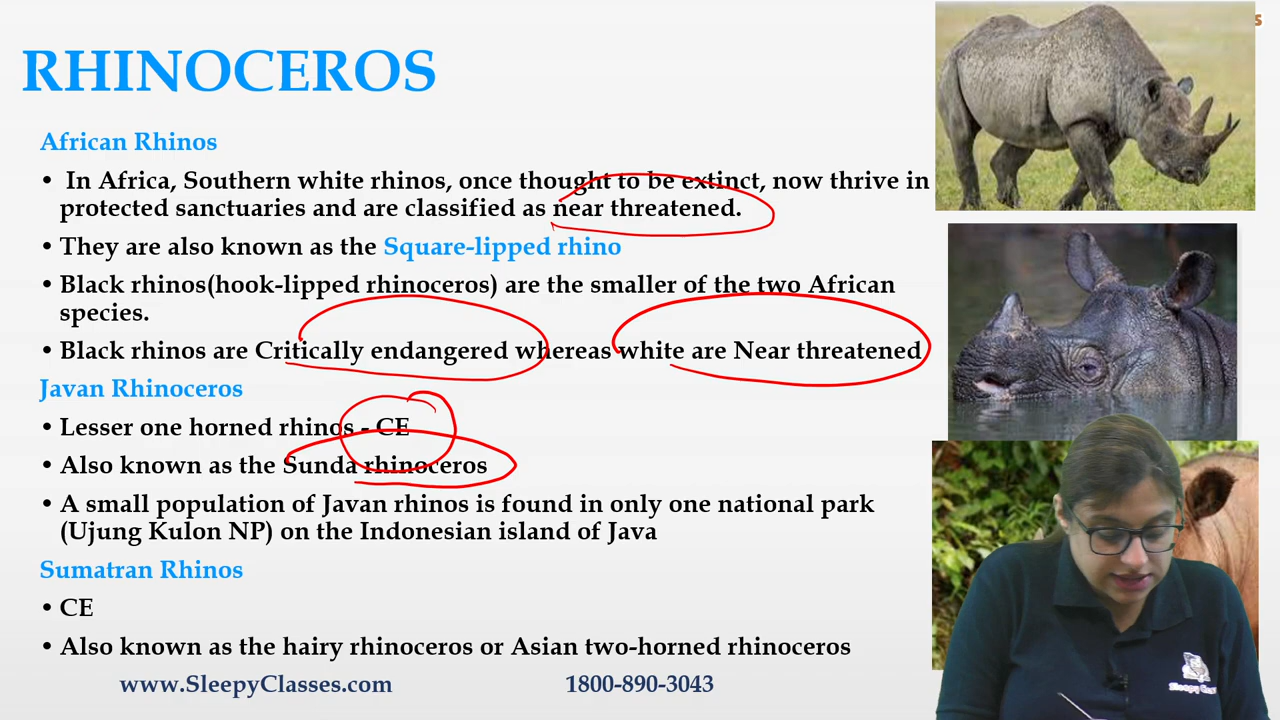 RHINOCEROS
African Rhinos
• In Africa, Southern white rhinos, once thought to be extinct, now thrive in
protected sanctuaries and are classified as near threatened.
• They are also known as the Square-lipped rhino
• Black rhinos(hook-lipped rhinoceros) are the smaller of the two African
species.
• Black rhinos are Critically endangered whereas white are Near threatened
Javan Rhinoceros
• Lesser one horned rhinos - CE
• Also known as the Sunda rhinoceros
• A small population of Javan rhinos is found in only one national park
(Ujung Kulon NP) on the Indonesian island of Java
Sumatran Rhinos
• CE
• Also known as the hairy rhinoceros or Asian two-horned rhinoceros
www.SleepyClasses.com 1800-890-3043
Sleepy